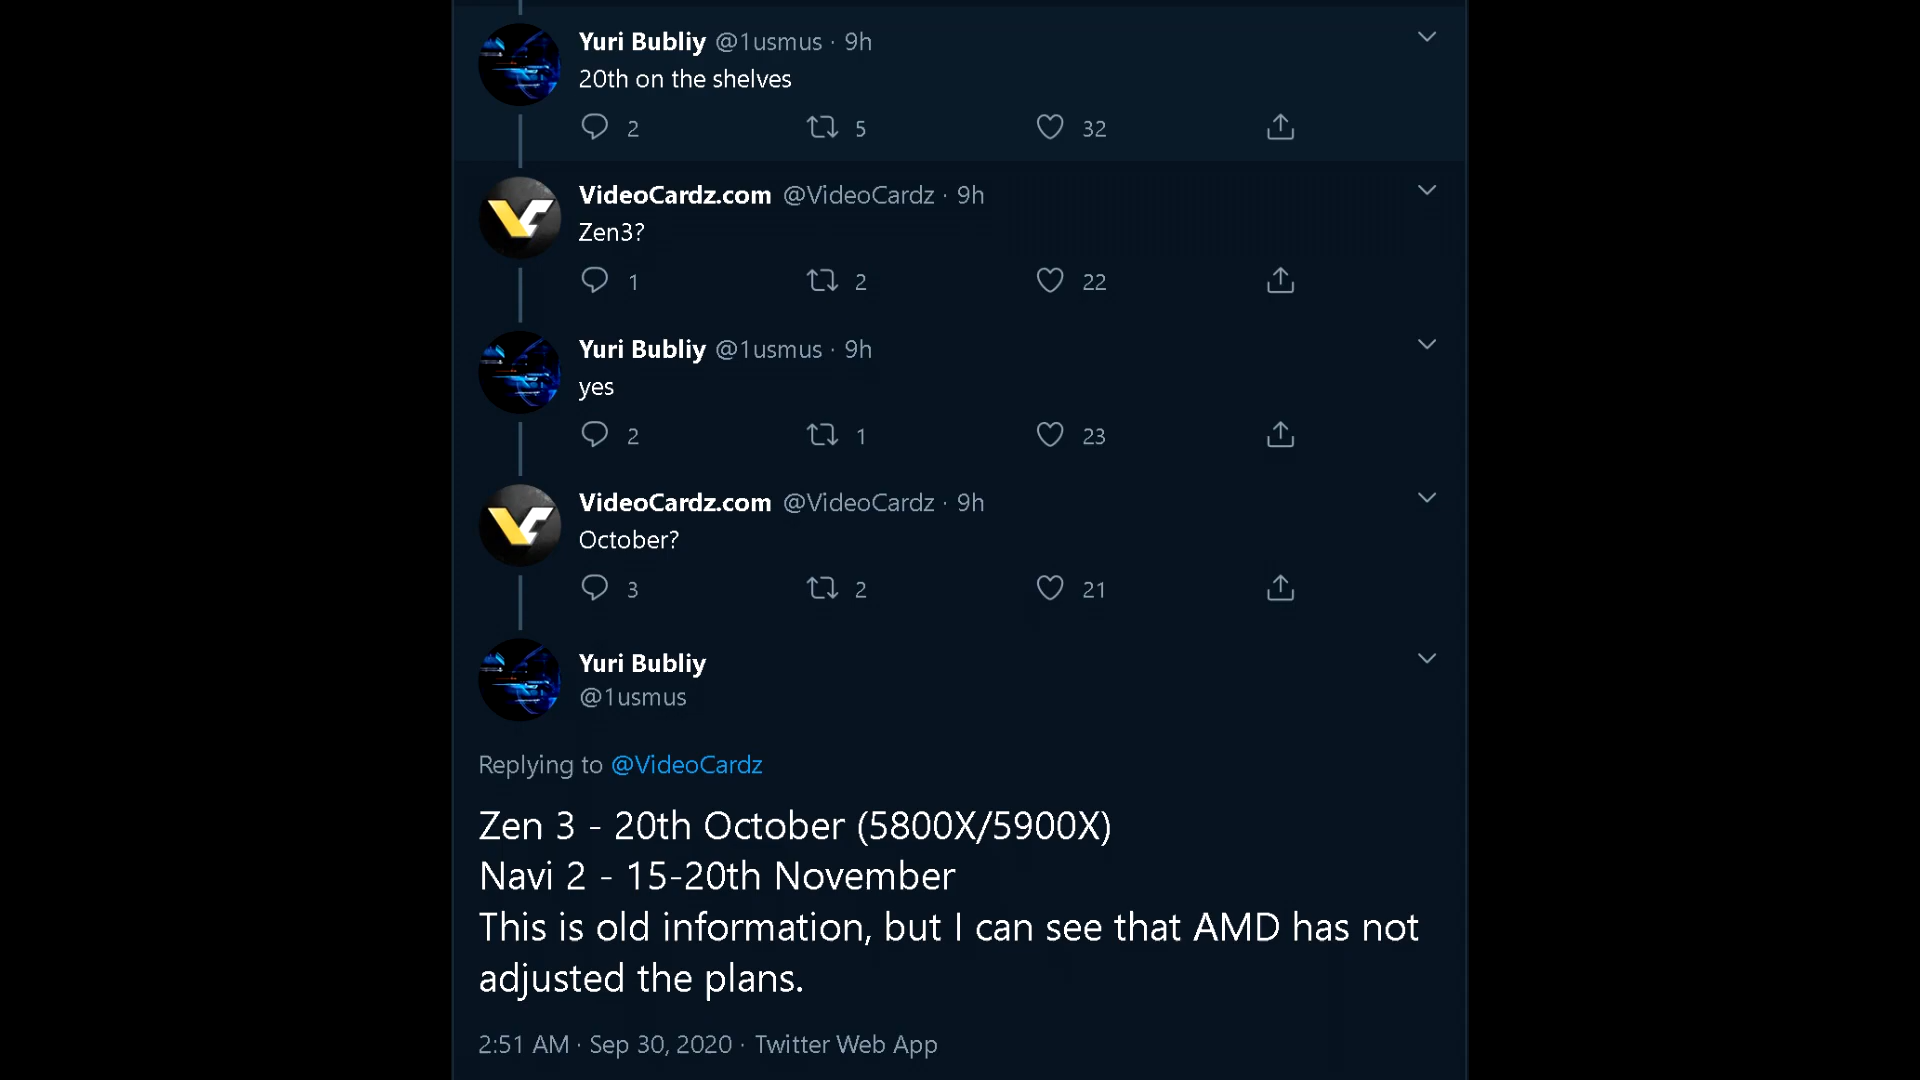 Yuri Bubliy @1usmus · 9h
20th on the shelves
2 5 32
VideoCardz.com @VideoCardz · 9h
Zen3?
1 2 22
Yuri Bubliy @1usmus · 9h
yes
2 1 23
VideoCardz.com @VideoCardz · 9h
October?
3 2 21
Yuri Bubliy
@1usmus
Replying to @VideoCardz
Zen 3 - 20th October (5800X/5900X)
Navi 2 - 15-20th November
This is old information, but I can see that AMD has not
adjusted the plans.
2:51 AM · Sep 30, 2020 · Twitter Web App